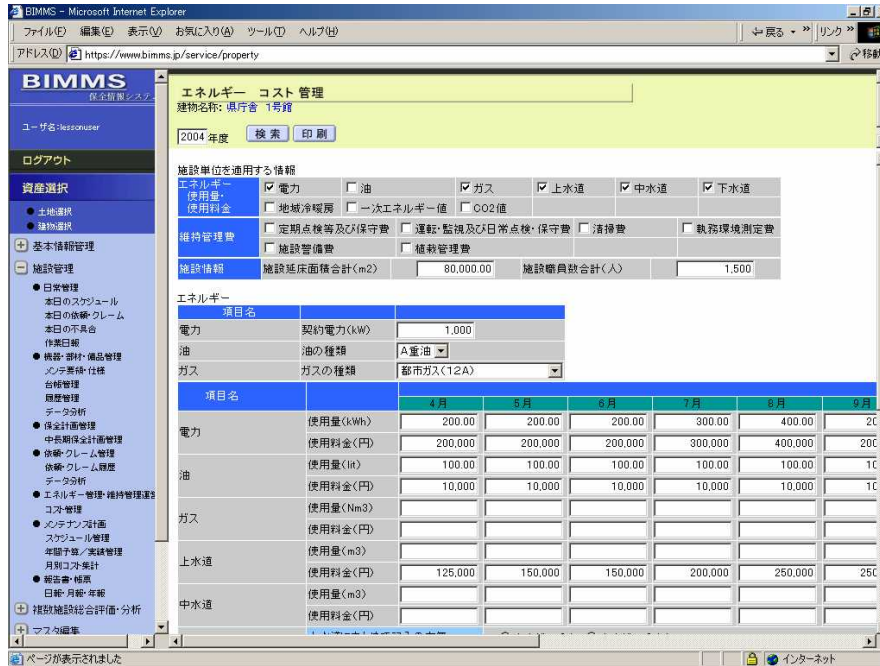 BIMMS - Microsoft Internet Explorer
ファイル(F) 編集(E) 表示(V) お気に入り(A) ツール(T) ヘルプ(H) 戻る » リンク »
アドレス(D) https://www.bimms.jp/service/property 移動
BIMMS
保全情報システ
ユーザ名:lessonuser
ログアウト
資産選択
土地選択
建物選択
基本情報管理
施設管理
日常管理
本日のスケジュール
本日の依頼・クレーム
本日の不具合
作業日報
機器・部材・備品管理
メンテ要領・仕様
台帳管理
履歴管理
データ分析
保全計画管理
中長期保全計画管理
依頼・クレーム管理
依頼・クレーム履歴
データ分析
エネルギー管理・維持管理運営
コスト管理
メンテナンス計画
スケジュール管理
年間予算/実績管理
月別コスト集計
報告書・帳票
日報・月報・年報
複数施設総合評価・分析
マスタ編集
エネルギー コスト 管理
建物名称: 県庁舎 1号館
2004 年度 検索 印刷
施設単位を適用する情報
エネルギー使用量・使用料金 電力 油 ガス 上水道 中水道 下水道
地域冷暖房 一次エネルギー値 CO2値
維持管理費 定期点検等及び保守費 運転・監視及び日常点検・保守費 清掃費 執務環境測定費
施設警備費 植栽管理費
施設情報 施設延床面積合計(m2) 80,000.00 施設職員数合計(人) 1,500
エネルギー
項目名
電力 契約電力(kW) 1,000
油 油の種類 A重油
ガス ガスの種類 都市ガス(12A)
項目名 4月 5月 6月 7月 8月 9月
電力 使用量(kWh) 200.00 200.00 200.00 300.00 400.00 20
使用料金(円) 200,000 200,000 200,000 300,000 400,000 200
油 使用量(lit) 100.00 100.00 100.00 100.00 100.00 10
使用料金(円) 10,000 10,000 10,000 10,000 10,000 10
ガス 使用量(Nm3)
使用料金(円)
上水道 使用量(m3)
使用料金(円) 125,000 150,000 150,000 200,000 250,000 250
中水道 使用量(m3)
使用料金(円)
ページが表示されました インターネット